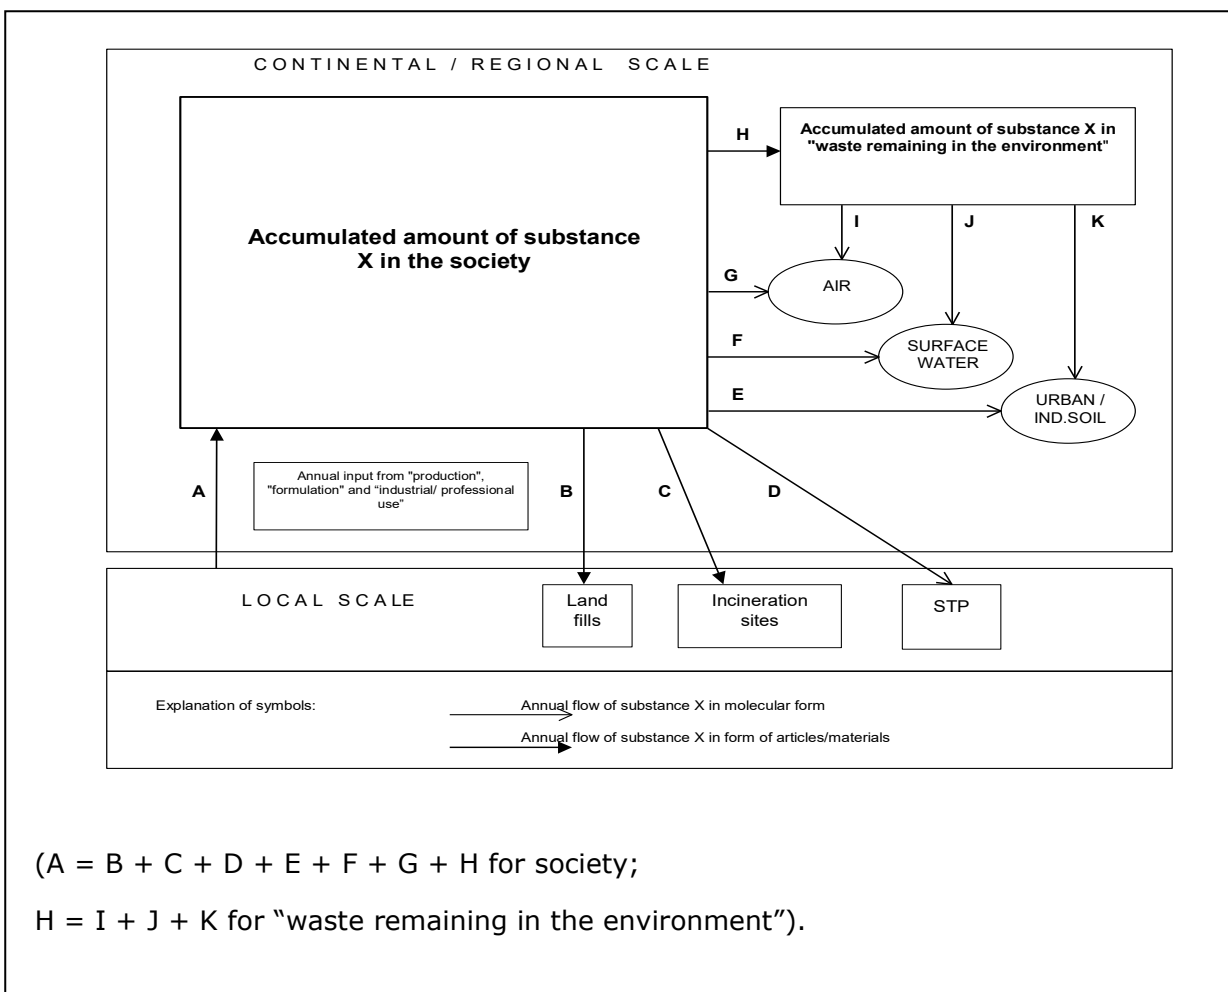 CONTINENTAL / REGIONAL SCALE
H
Accumulated amount of substance X in
"waste remaining in the environment"
I
J
K
Accumulated amount of substance
X in the society
G
AIR
F
SURFACE
WATER
E
URBAN /
IND.SOIL
A
Annual input from "production",
"formulation" and “industrial/ professional
use”
B
C
D
LOCAL SCALE
Land
fills
Incineration
sites
STP
Explanation of symbols:
Annual flow of substance X in molecular form
Annual flow of substance X in form of articles/materials
(A = B + C + D + E + F + G + H for society;
H = I + J + K for “waste remaining in the environment”).